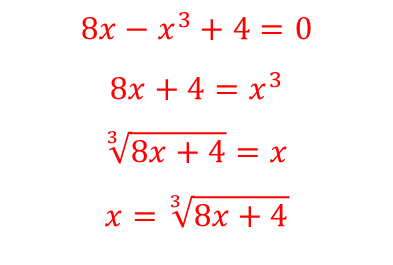 8x − x³ + 4 = 0
8x + 4 = x³
∛(8x + 4) = x
x = ∛(8x + 4)